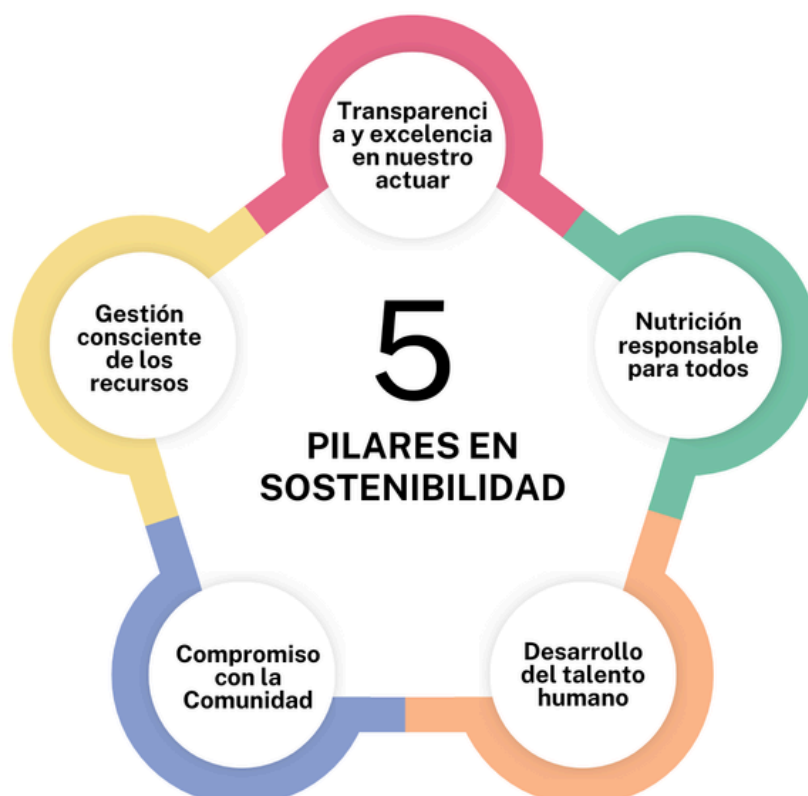 Transparenci
a y excelencia
en nuestro
actuar
Gestión
consciente
de los
recursos
5
PILARES EN
SOSTENIBILIDAD
Nutrición
responsable
para todos
Compromiso
con la
Comunidad
Desarrollo
del talento
humano